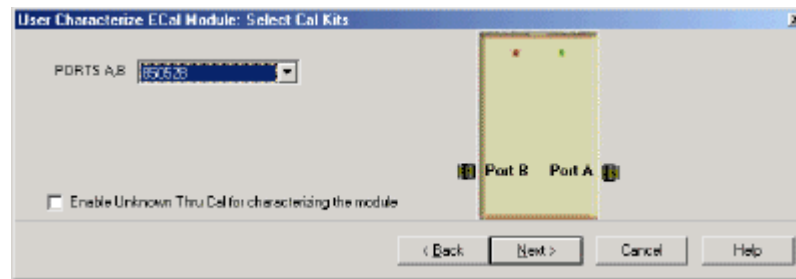 User Characterize ECal Module: Select Cal Kits
PORTS A,B 85052B
Port B Port A
Enable Unknown Thru Cal for characterizing the module
< Back Next > Cancel Help